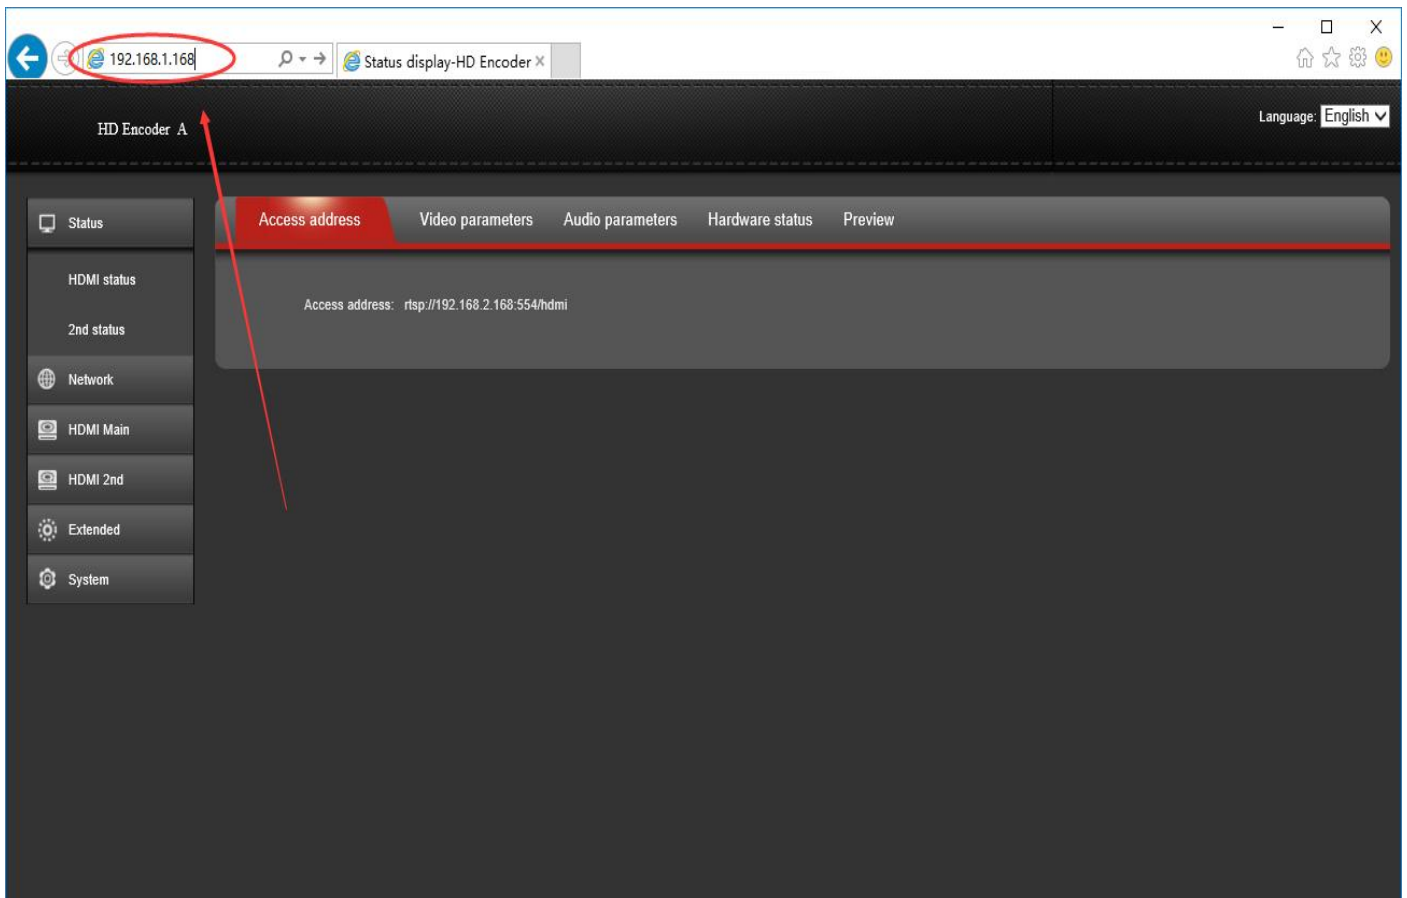 192.168.1.168
Status display-HD Encoder
HD Encoder A
Language: English
Status
HDMI status
2nd status
Network
HDMI Main
HDMI 2nd
Extended
System
Access address Video parameters Audio parameters Hardware status Preview
Access address: rtsp://192.168.2.168:554/hdmi